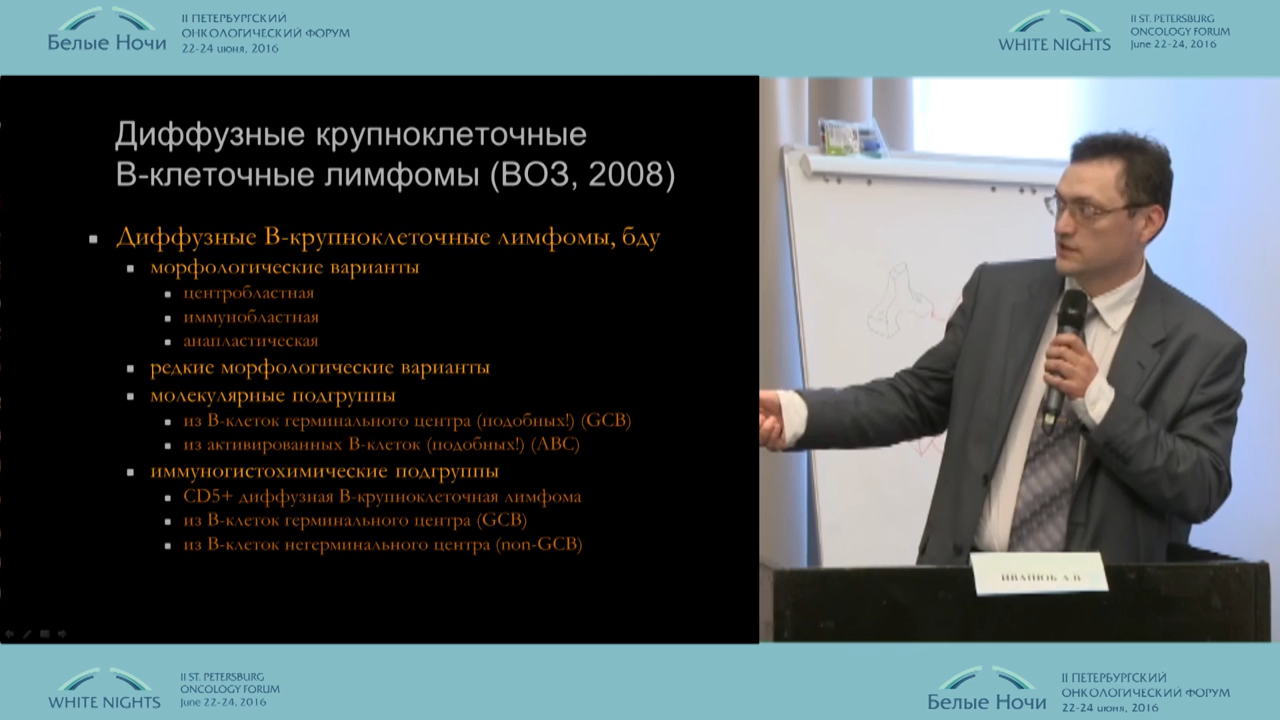 II ПЕТЕРБУРГСКИЙ
ОНКОЛОГИЧЕСКИЙ ФОРУМ
22-24 июня, 2016
Белые Ночи
II ST. PETERSBURG
ONCOLOGY FORUM
June 22-24, 2016
WHITE NIGHTS
Диффузные крупноклеточные
В-клеточные лимфомы (ВОЗ, 2008)
Диффузные В-крупноклеточные лимфомы, бду
морфологические варианты
центробластная
иммунобластная
анапластическая
редкие морфологические варианты
молекулярные подгруппы
из В-клеток герминального центра (подобных!) (GCB)
из активированных В-клеток (подобных!) (ABC)
иммуногистохимические подгруппы
CD5+ диффузная В-крупноклеточная лимфома
из В-клеток герминального центра (GCB)
из В-клеток негерминального центра (non-GCB)
ИВАНЮК А.В
II ST. PETERSBURG
ONCOLOGY FORUM
June 22-24, 2016
WHITE NIGHTS
II ПЕТЕРБУРГСКИЙ
ОНКОЛОГИЧЕСКИЙ ФОРУМ
22-24 июня, 2016
Белые Ночи